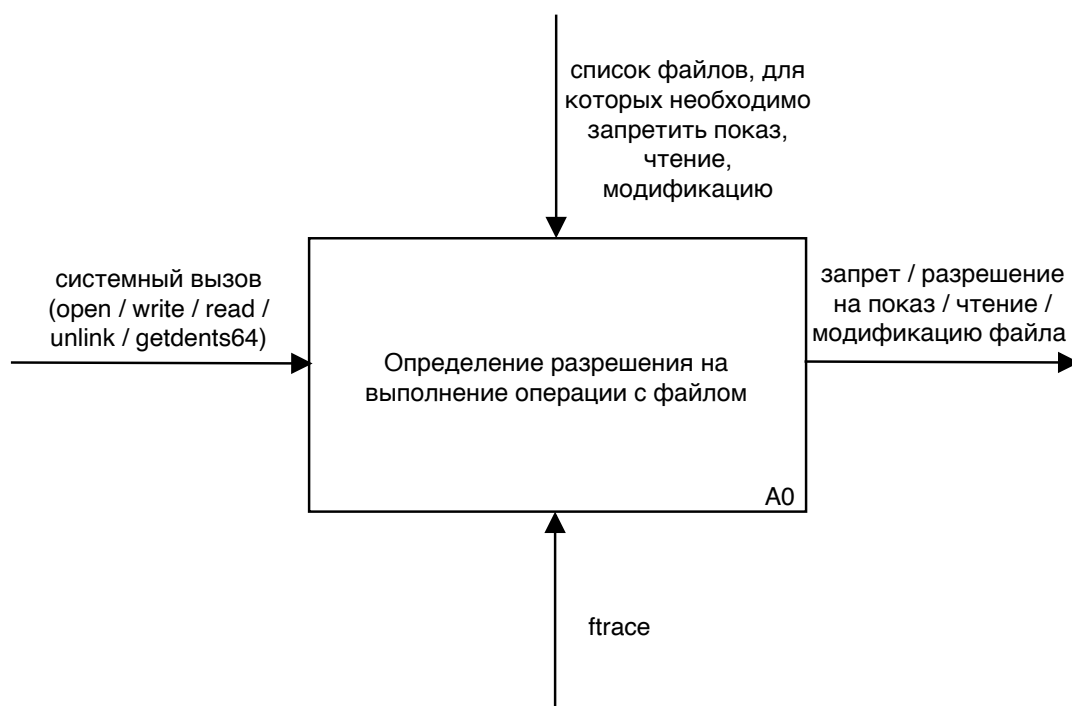 список файлов, для
которых необходимо
запретить показ,
чтение,
модификацию
системный вызов
(open / write / read /
unlink / getdents64)
Определение разрешения на
выполнение операции с файлом
A0
запрет / разрешение
на показ / чтение /
модификацию файла
ftrace